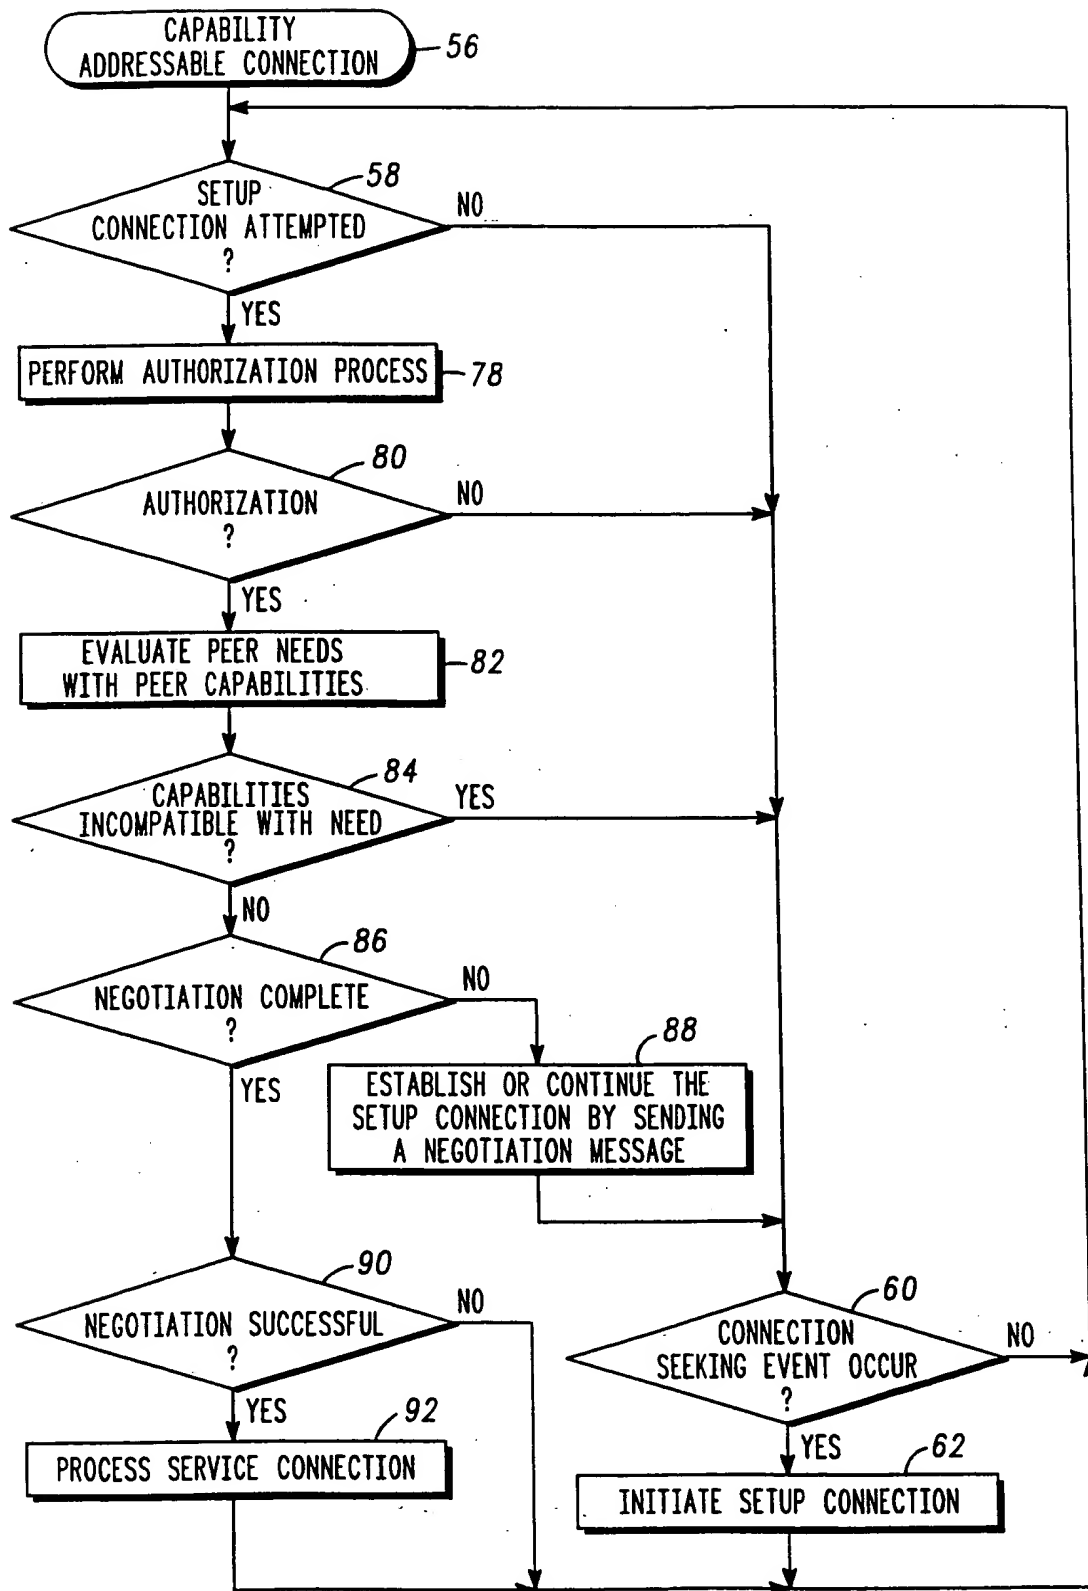 CAPABILITY
ADDRESSABLE CONNECTION
56
58
SETUP
CONNECTION ATTEMPTED
?
NO
YES
PERFORM AUTHORIZATION PROCESS
78
80
AUTHORIZATION
?
NO
YES
EVALUATE PEER NEEDS
WITH PEER CAPABILITIES
82
84
CAPABILITIES
INCOMPATIBLE WITH NEED
?
YES
NO
86
NEGOTIATION COMPLETE
?
NO
YES
88
ESTABLISH OR CONTINUE THE
SETUP CONNECTION BY SENDING
A NEGOTIATION MESSAGE
90
NEGOTIATION SUCCESSFUL
?
NO
YES
60
CONNECTION
SEEKING EVENT OCCUR
?
NO
YES
92
PROCESS SERVICE CONNECTION
62
INITIATE SETUP CONNECTION